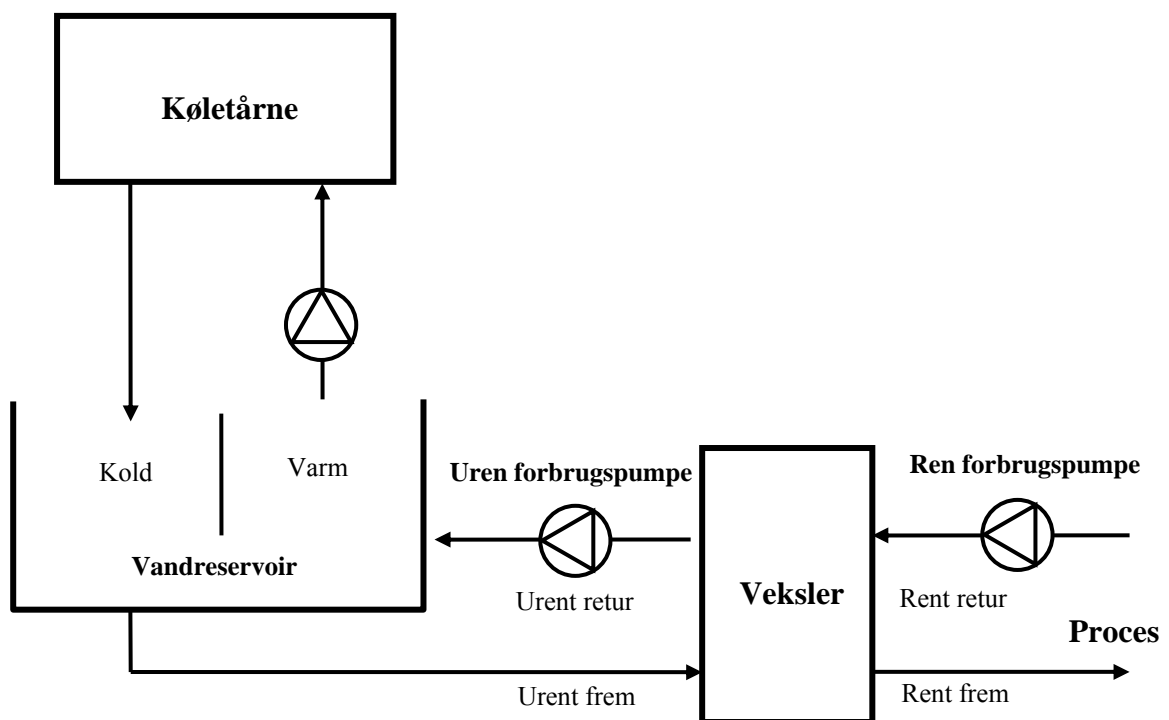 Køletårne
Kold
Varm
Vandreservoir
Uren forbrugspumpe
Urent retur
Urent frem
Veksler
Ren forbrugspumpe
Rent retur
Proces
Rent frem